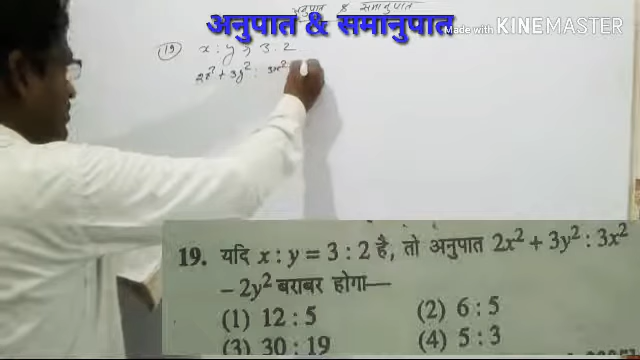 अनुपात & समानुपात
अनुपात & समानुपात
Made with KINEMASTER
(19) x : y = 3 : 2
2x² + 3y² : 3x²
19. यदि x : y = 3 : 2 है, तो अनुपात 2x² + 3y² : 3x²
– 2y² बराबर होगा—
(1) 12 : 5 (2) 6 : 5
(3) 30 : 19 (4) 5 : 3